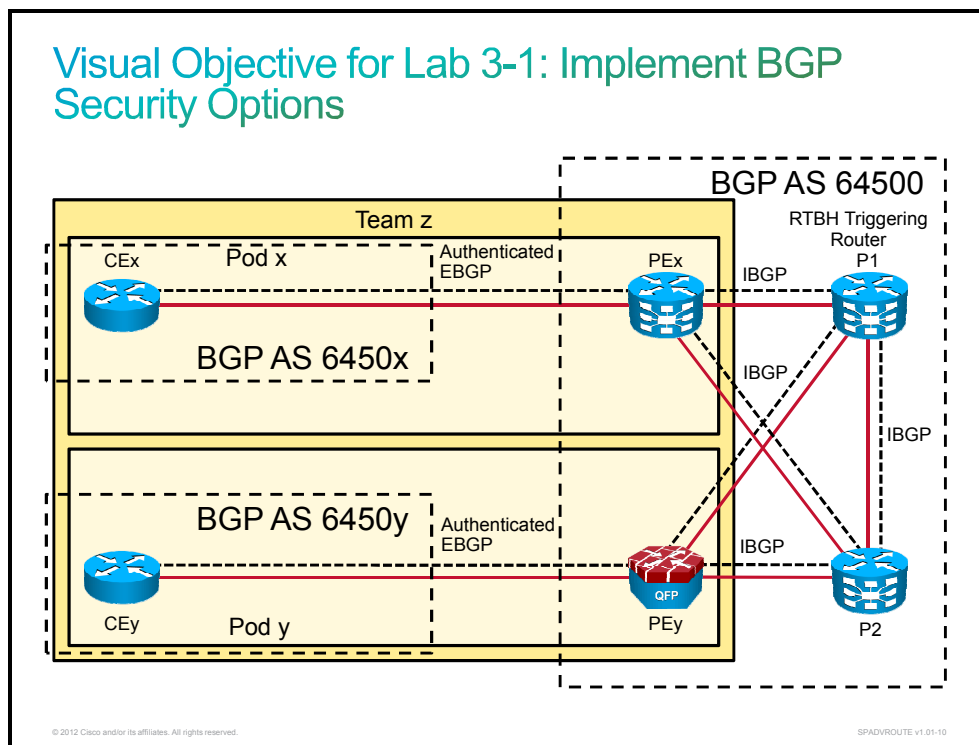 Visual Objective for Lab 3-1: Implement BGP
Security Options
BGP AS 64500
Team z
RTBH Triggering
Router
P1
CEx
Pod x
Authenticated
EBGP
PEx
IBGP
BGP AS 6450x
IBGP
IBGP
BGP AS 6450y
Authenticated
EBGP
IBGP
QFP
CEy
Pod y
PEy
P2
© 2012 Cisco and/or its affiliates. All rights reserved.
SPADVROUTE v1.01-10